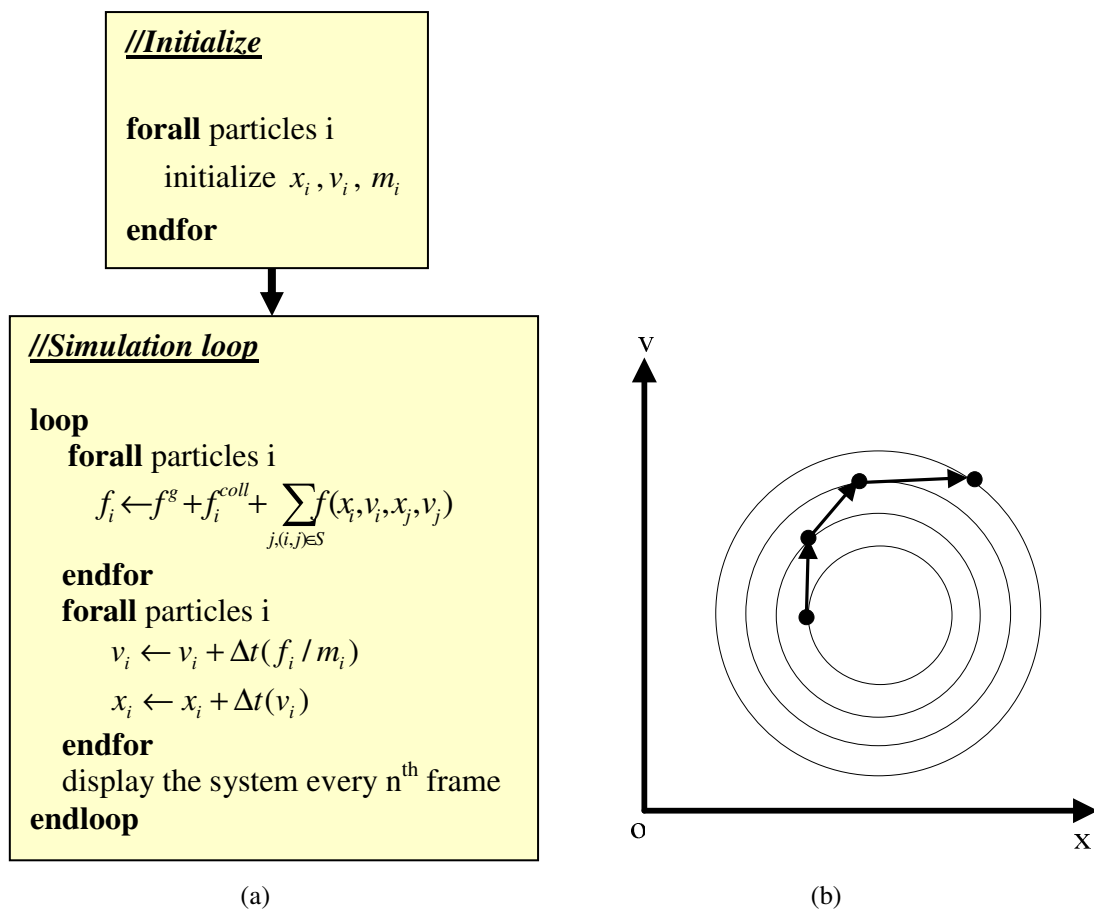 //Initialize
forall particles i
initialize x_i , v_i , m_i
endfor
//Simulation loop
loop
forall particles i
f_i ← f^g + f_i^{coll} + ∑_{j,(i,j)∈S} f(x_i,v_i,x_j,v_j)
endfor
forall particles i
v_i ← v_i + Δt(f_i / m_i)
x_i ← x_i + Δt(v_i)
endfor
display the system every n^{th} frame
endloop
(a)
v
o
x
(b)